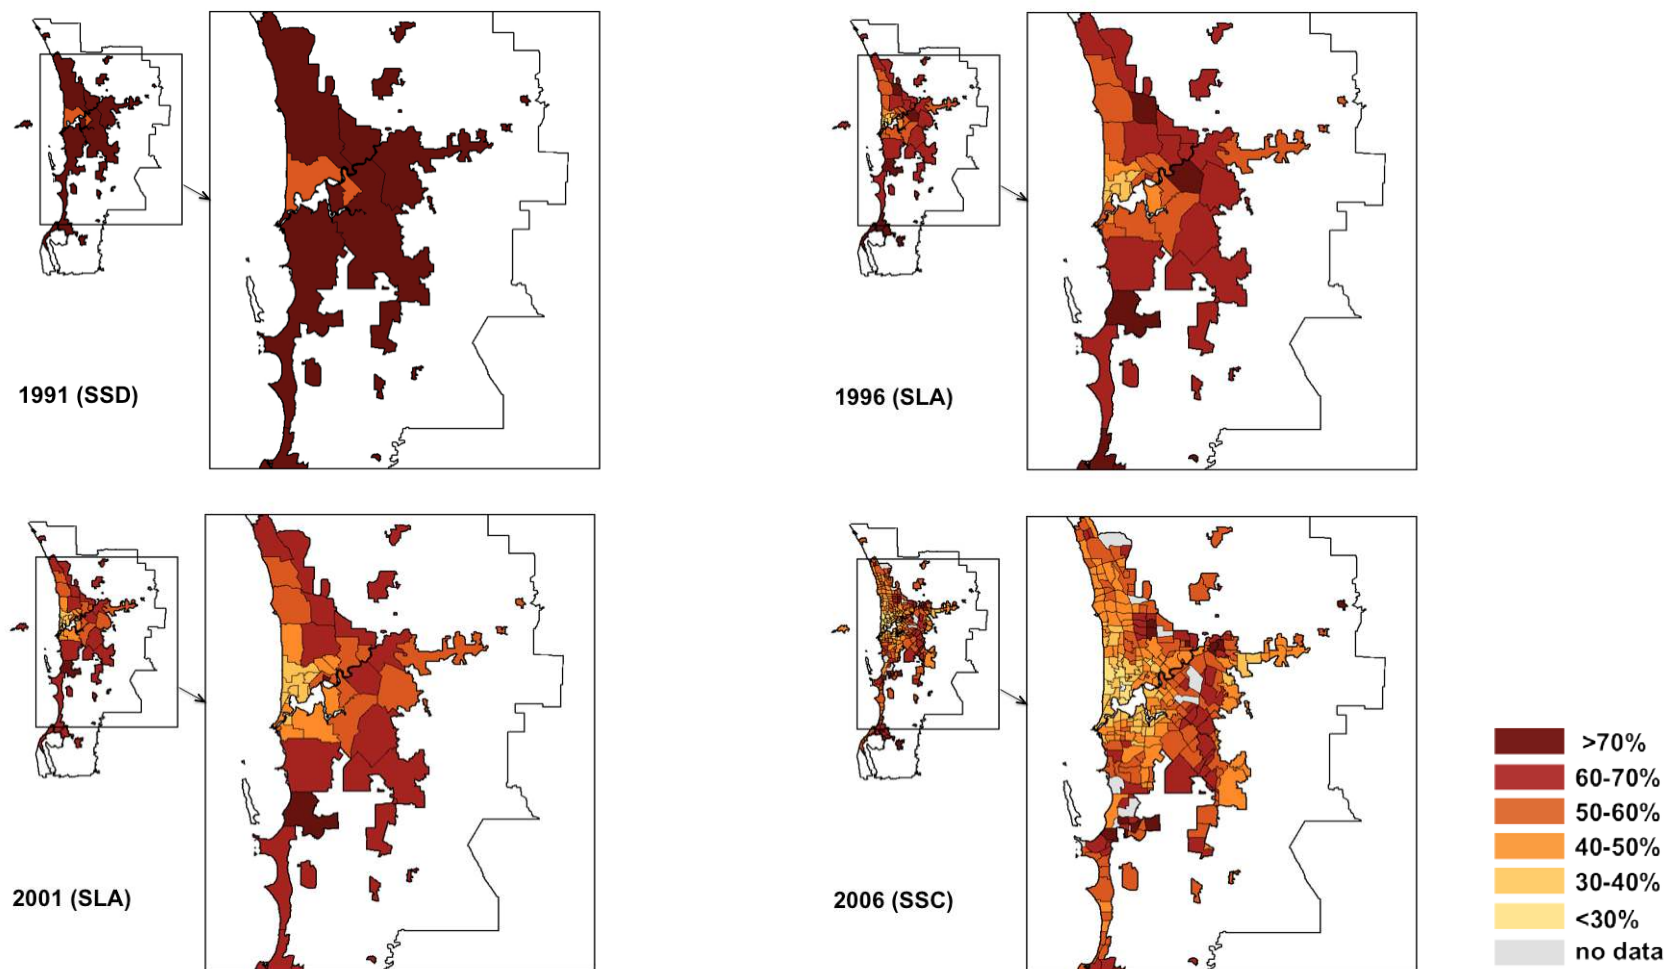 1991 (SSD)
1996 (SLA)
2001 (SLA)
2006 (SSC)
>70%
60-70%
50-60%
40-50%
30-40%
<30%
no data